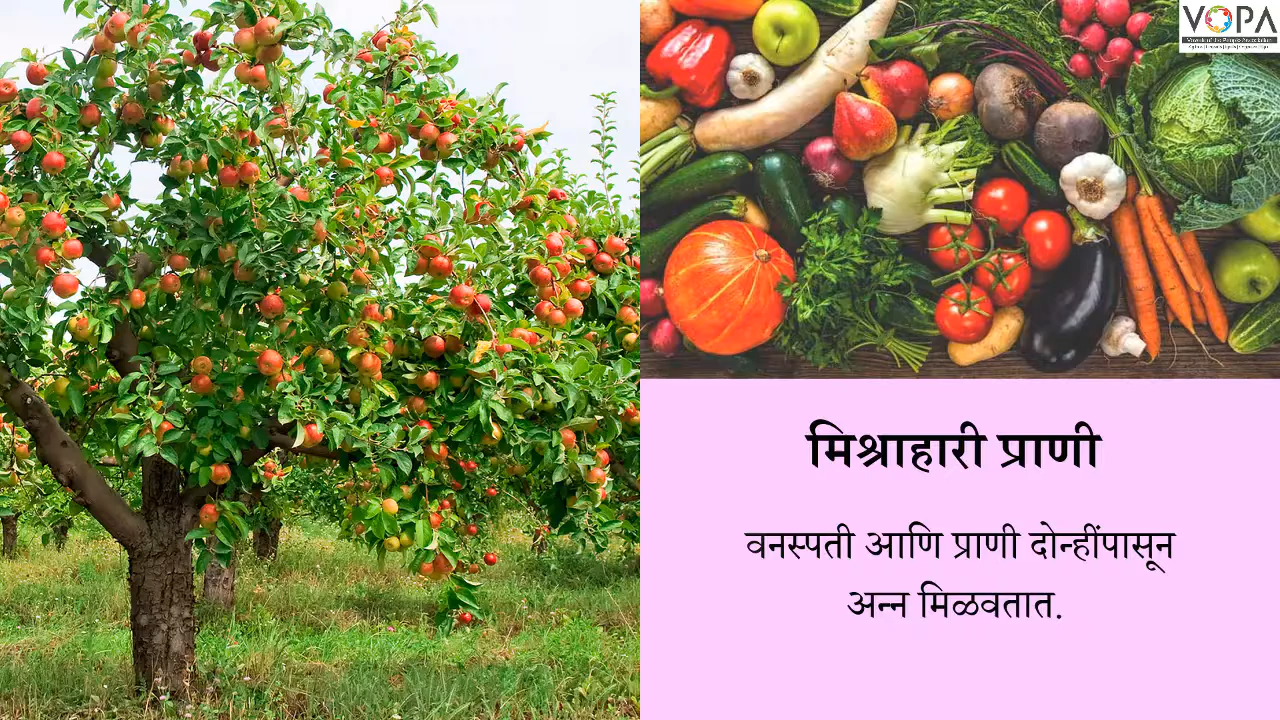 VOPA
मिश्राहारी प्राणी
वनस्पती आणि प्राणी दोन्हींपासून
अन्न मिळवतात.